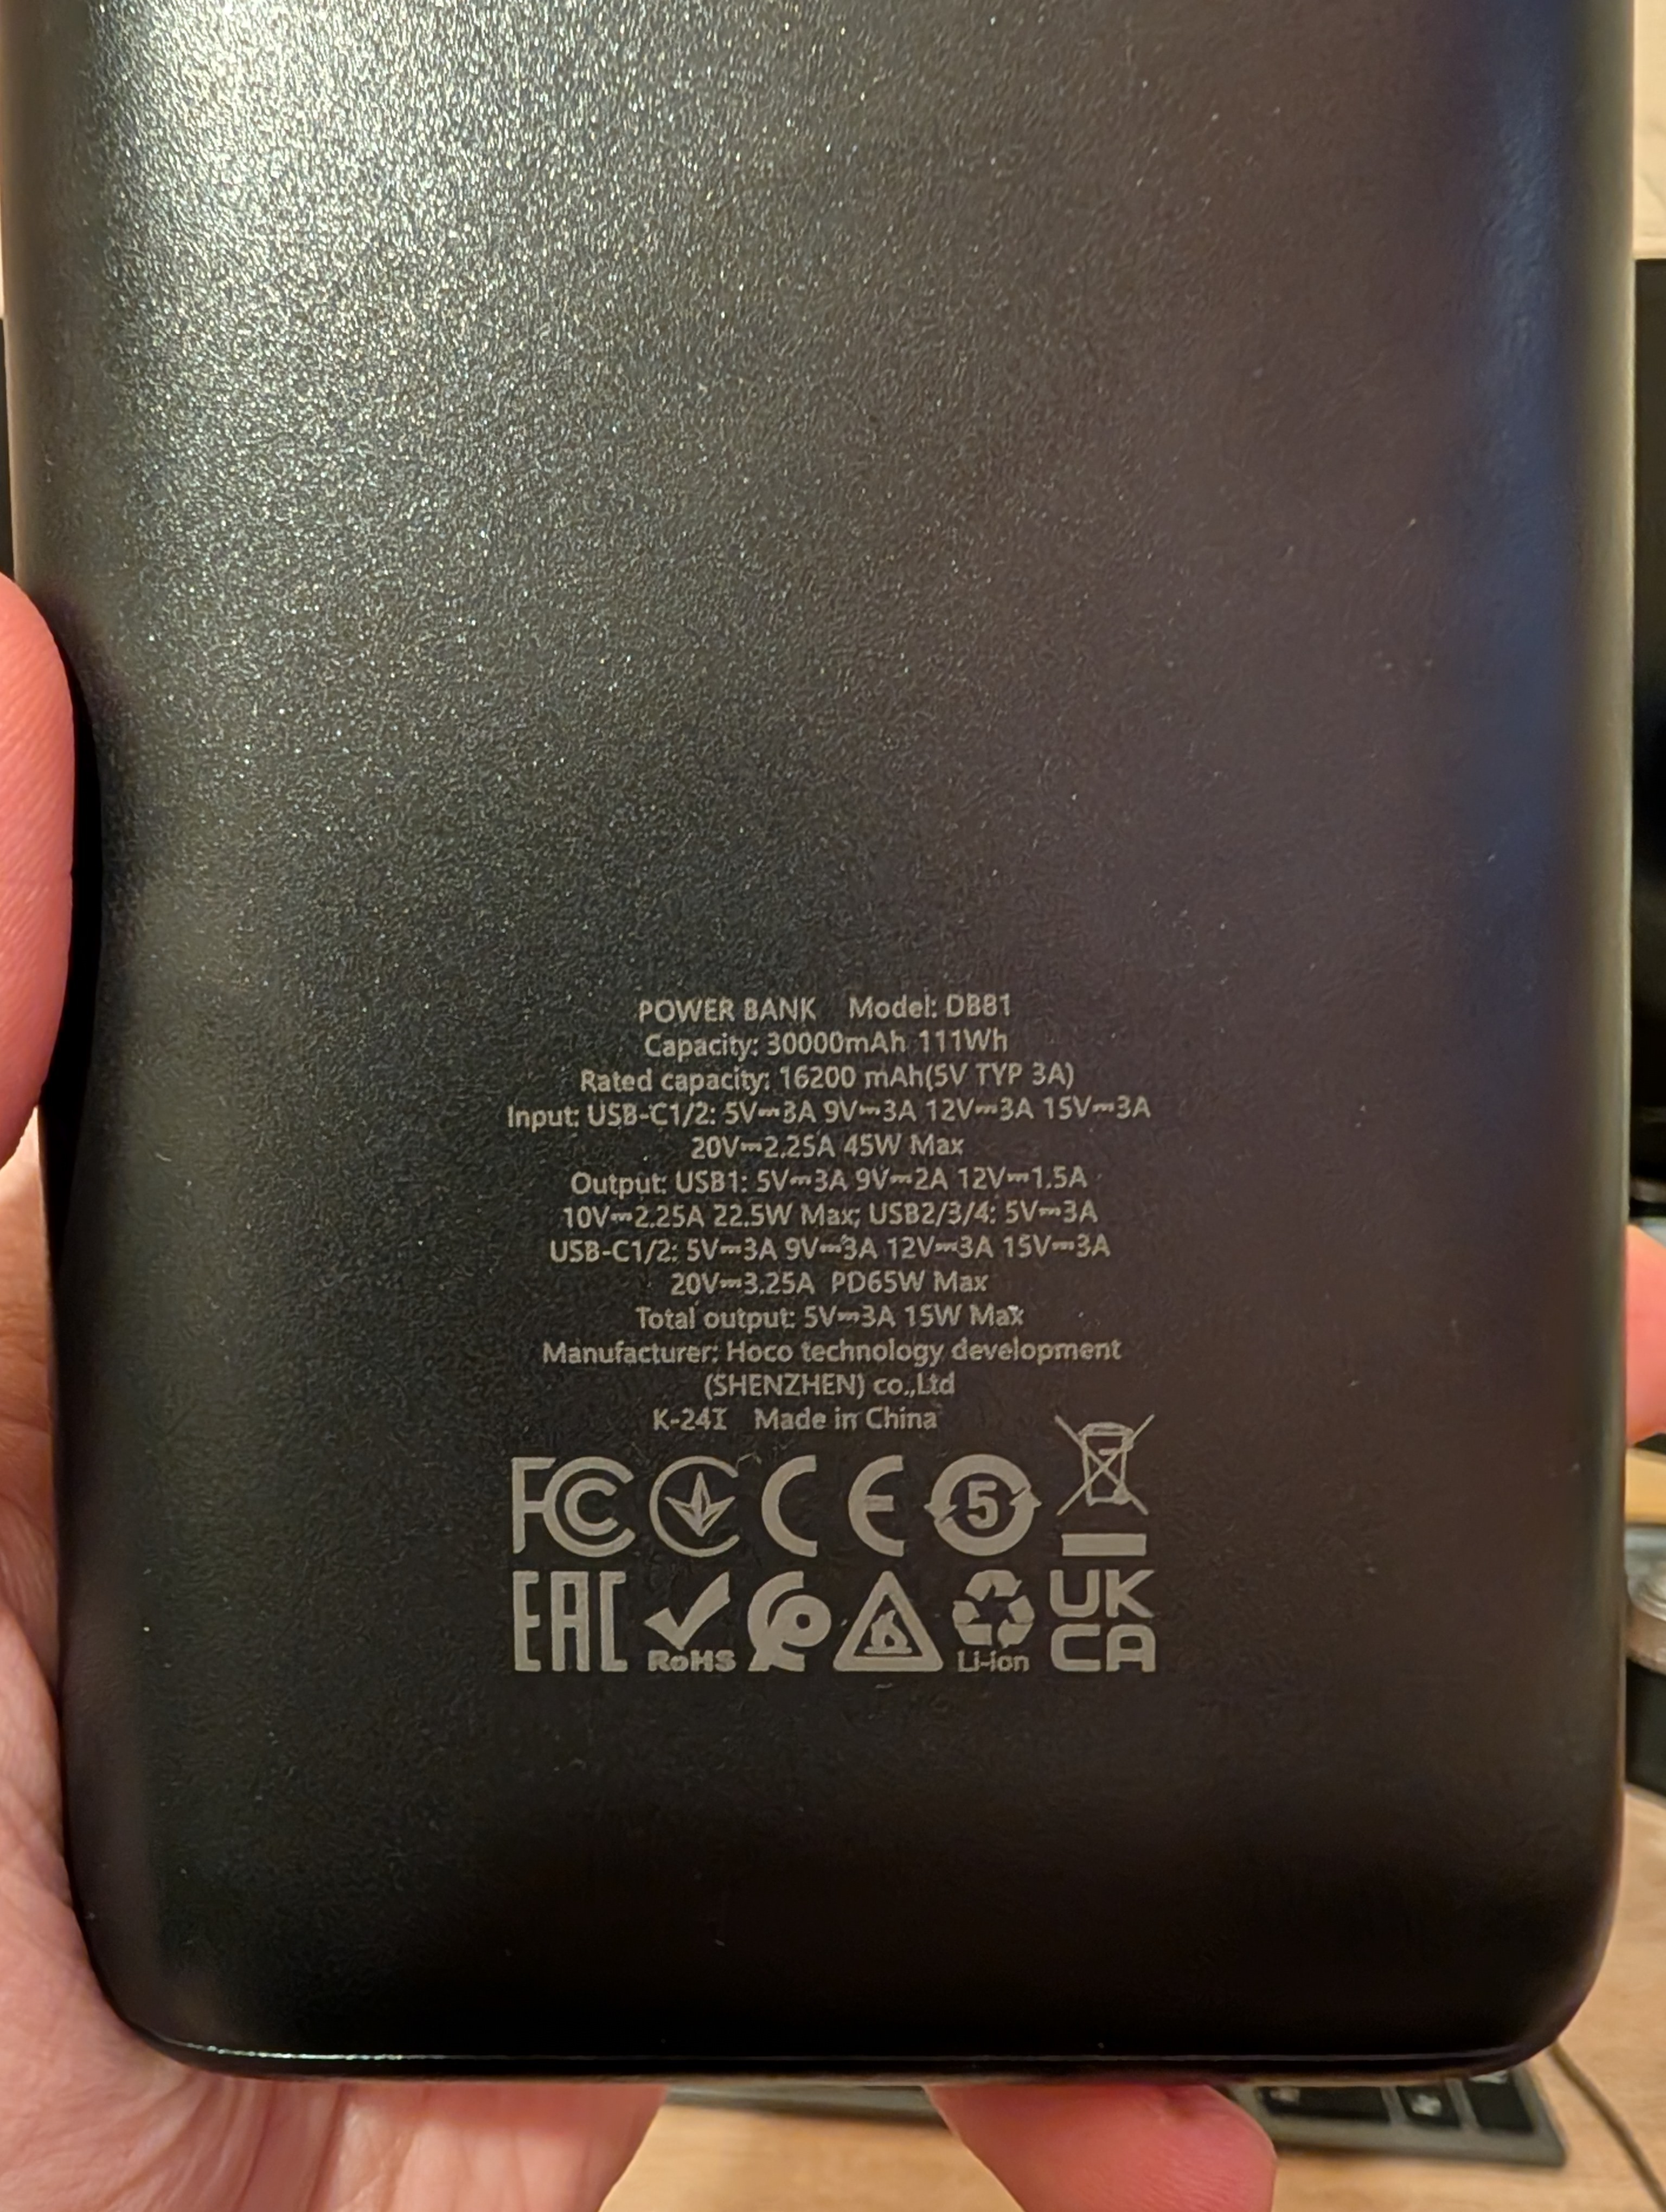 POWER BANK Model: DB81
Capacity: 30000mAh 111Wh
Rated capacity: 16200 mAh(5V TYP 3A)
Input: USB-C1/2: 5V⎓3A 9V⎓3A 12V⎓3A 15V⎓3A
20V⎓2.25A 45W Max
Output: USB1: 5V⎓3A 9V⎓2A 12V⎓1.5A
10V⎓2.25A 22.5W Max; USB2/3/4: 5V⎓3A
USB-C1/2: 5V⎓3A 9V⎓3A 12V⎓3A 15V⎓3A
20V⎓3.25A PD65W Max
Total output: 5V⎓3A 15W Max
Manufacturer: Hoco technology development
(SHENZHEN) co.,Ltd
K-24I Made in China
FC CE 5
EAC RoHS Li-ion UK
CA